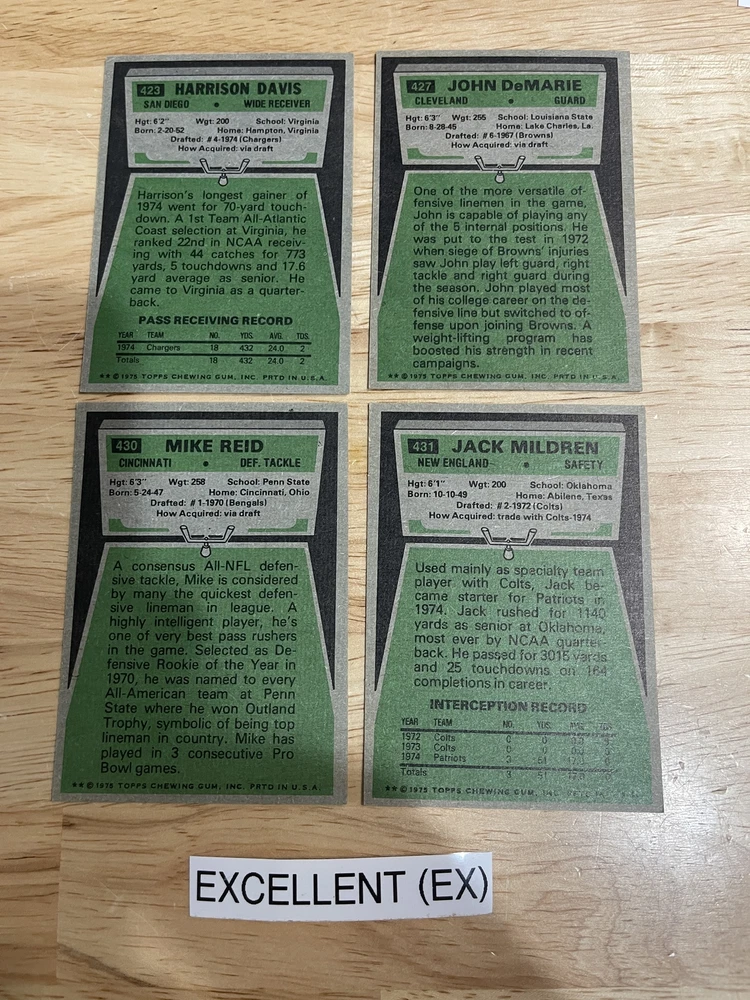 423 HARRISON DAVIS
SAN DIEGO • WIDE RECEIVER
Hgt: 6'2" Wgt: 200 School: Virginia
Born: 2-20-52 Home: Hampton, Virginia
Drafted: #4-1974 (Chargers)
How Acquired: via draft
Harrison's longest gainer of
1974 went for 70-yard touch-
down. A 1st Team All-Atlantic
Coast selection at Virginia, he
ranked 22nd in NCAA receiv-
ing with 44 catches for 773
yards, 5 touchdowns and 17.6
yard average as senior. He
came to Virginia as a quarter-
back.
PASS RECEIVING RECORD
YEAR TEAM NO. YDS. AVG. TDS.
1974 Chargers 18 432 24.0 2
Totals 18 432 24.0 2
** © 1975 TOPPS CHEWING GUM, INC. PRTD IN U.S.A.
427 JOHN DeMARIE
CLEVELAND • GUARD
Hgt: 6'3" Wgt: 255 School: Louisiana State
Born: 8-28-45 Home: Lake Charles, La.
Drafted: #6-1967 (Browns)
How Acquired: via draft
One of the more versatile of-
fensive linemen in the game,
John is capable of playing any
of the 5 internal positions. He
was put to the test in 1972
when siege of Browns' injuries
saw John play left guard, right
tackle and right guard during
the season. John played most
of his college career on the de-
fensive line but switched to of-
fense upon joining Browns. A
weight-lifting program has
boosted his strength in recent
campaigns.
** © 1975 TOPPS CHEWING GUM, INC. PRTD IN U.S.A.
430 MIKE REID
CINCINNATI • DEF. TACKLE
Hgt: 6'3" Wgt: 258 School: Penn State
Born: 5-24-47 Home: Cincinnati, Ohio
Drafted: #1-1970 (Bengals)
How Acquired: via draft
A consensus All-NFL defen-
sive tackle, Mike is considered
by many the quickest defen-
sive lineman in league. A
highly intelligent player, he's
one of very best pass rushers
in the game. Selected as De-
fensive Rookie of the Year in
1970, he was named to every
All-American team at Penn
State where he won Outland
Trophy, symbolic of being top
lineman in country. Mike has
played in 3 consecutive Pro
Bowl games.
** © 1975 TOPPS CHEWING GUM, INC. PRTD IN U.S.A.
431 JACK MILDREN
NEW ENGLAND • SAFETY
Hgt: 6'1" Wgt: 200 School: Oklahoma
Born: 10-10-49 Home: Abilene, Texas
Drafted: #2-1972 (Colts)
How Acquired: trade with Colts-1974
Used mainly as specialty team
player with Colts, Jack be-
came starter for Patriots in
1974. Jack rushed for 1140
yards as senior at Oklahoma,
most ever by NCAA quarter-
back. He passed for 3015 yards
and 25 touchdowns on 164
completions in career.
INTERCEPTION RECORD
YEAR TEAM NO. YDS. AVG. TDS
1972 Colts 0 0
1973 Colts 0 0
1974 Patriots 3 51
Totals 3 51
** © 1975 TOPPS CHEWING GUM, INC.
EXCELLENT (EX)